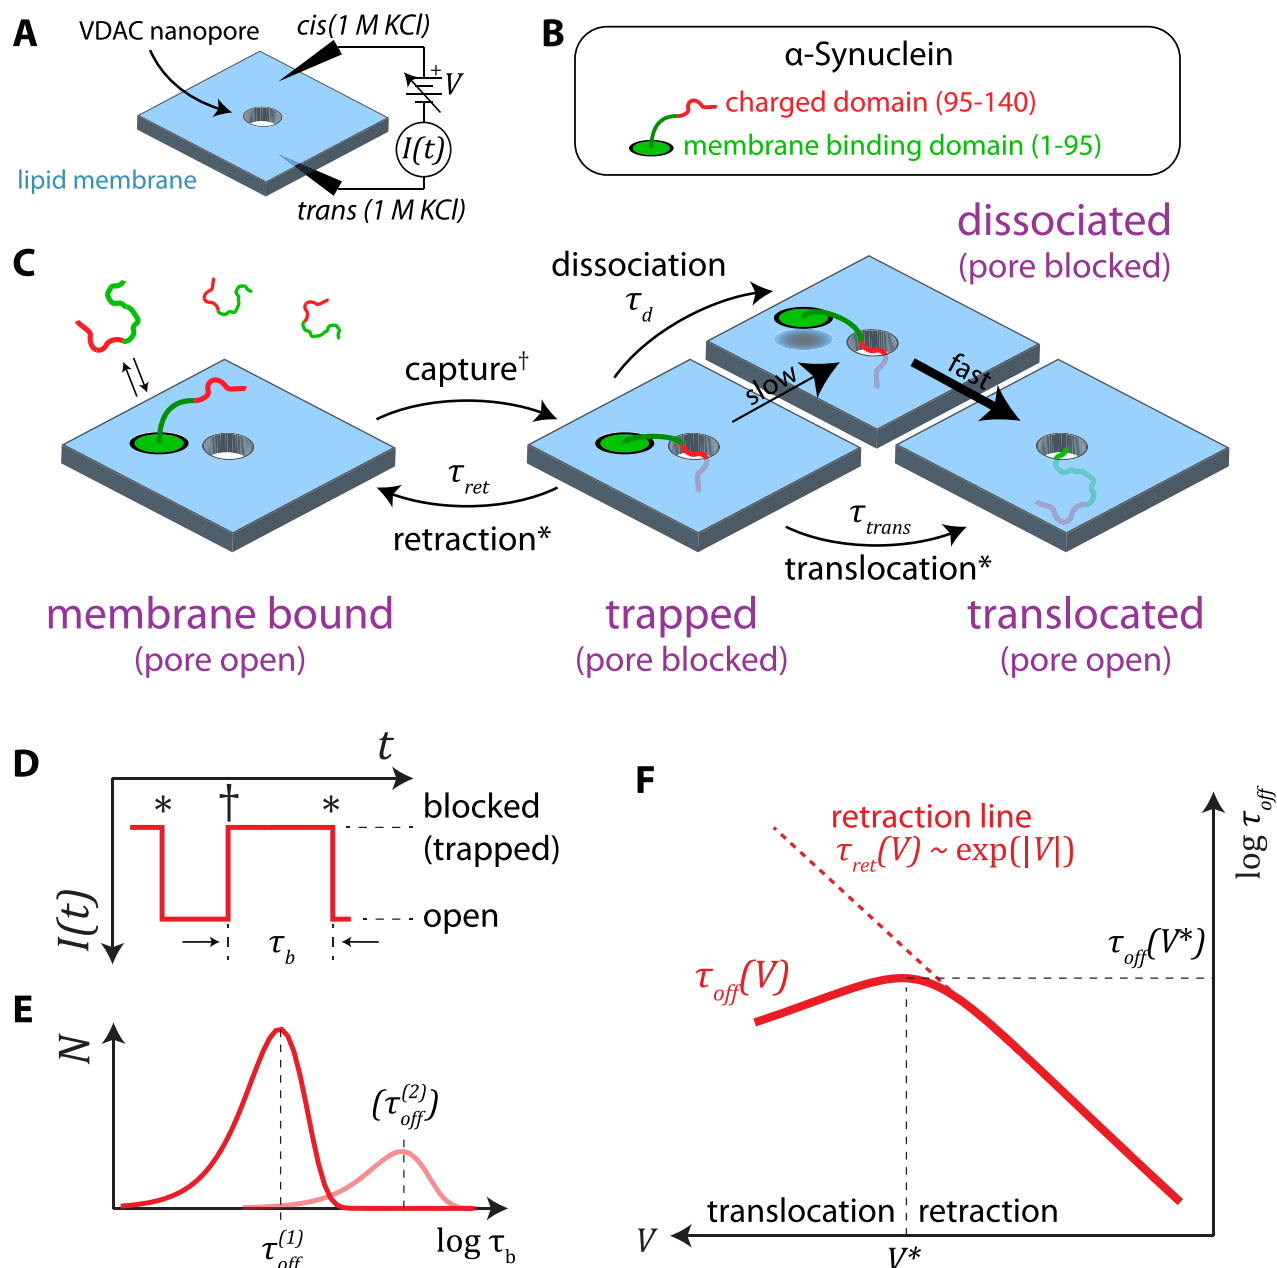 A
VDAC nanopore
cis(1 M KCl)
+
V
I(t)
lipid membrane
trans (1 M KCl)
B
α-Synuclein
charged domain (95-140)
membrane binding domain (1-95)
C
dissociated
(pore blocked)
dissociation
τd
capture†
slow
fast
τret
retraction*
τtrans
translocation*
membrane bound
(pore open)
trapped
(pore blocked)
translocated
(pore open)
D
t
* † *
blocked
(trapped)
I(t)
open
τb
E
N
(τoff(2))
τoff(1)
log τb
F
log τoff
retraction line
τret(V) ~ exp(|V|)
τoff(V*)
τoff(V)
translocation
retraction
V
V*